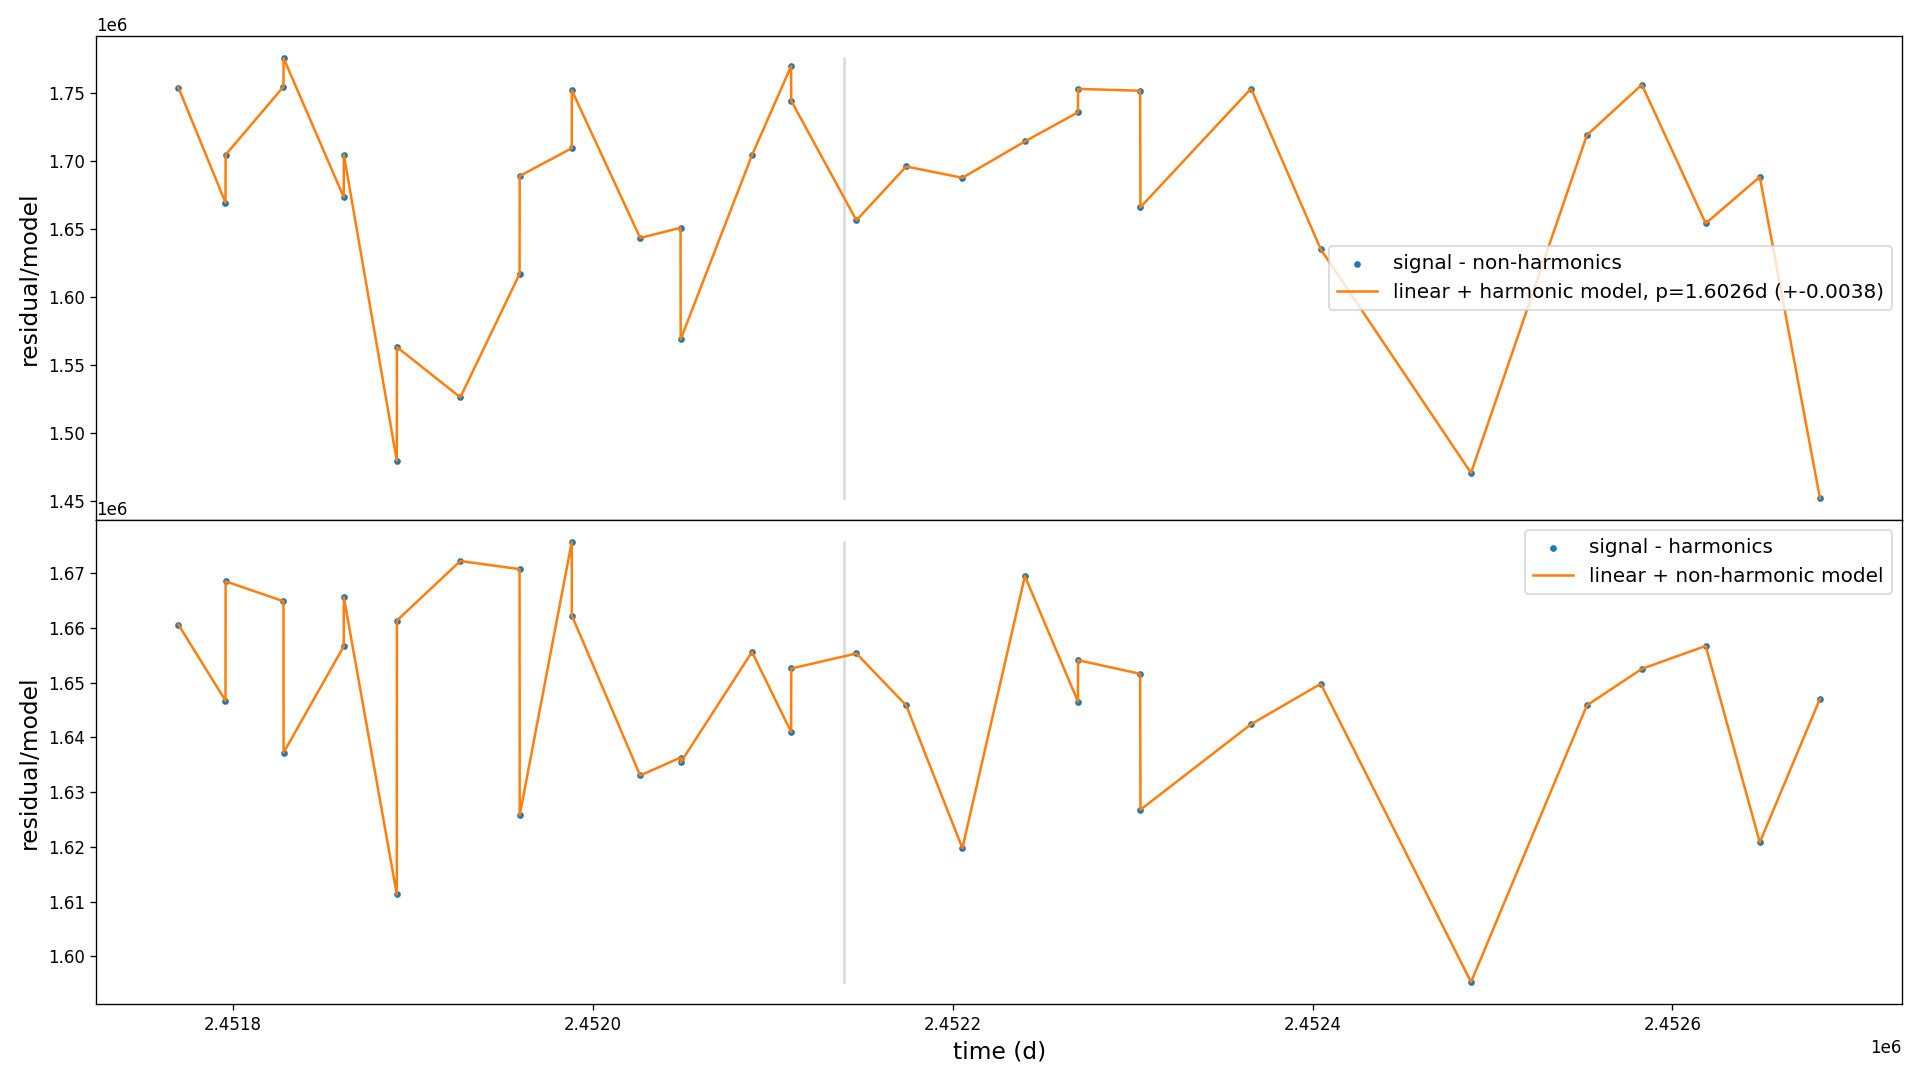 1e6
1.75
1.70
1.65
1.60
1.55
1.50
1.45
residual/model
signal - non-harmonics
linear + harmonic model, p=1.6026d (+-0.0038)
1e6
1.67
1.66
1.65
1.64
1.63
1.62
1.61
1.60
residual/model
signal - harmonics
linear + non-harmonic model
2.4518
2.4520
2.4522
2.4524
2.4526
time (d)
1e6